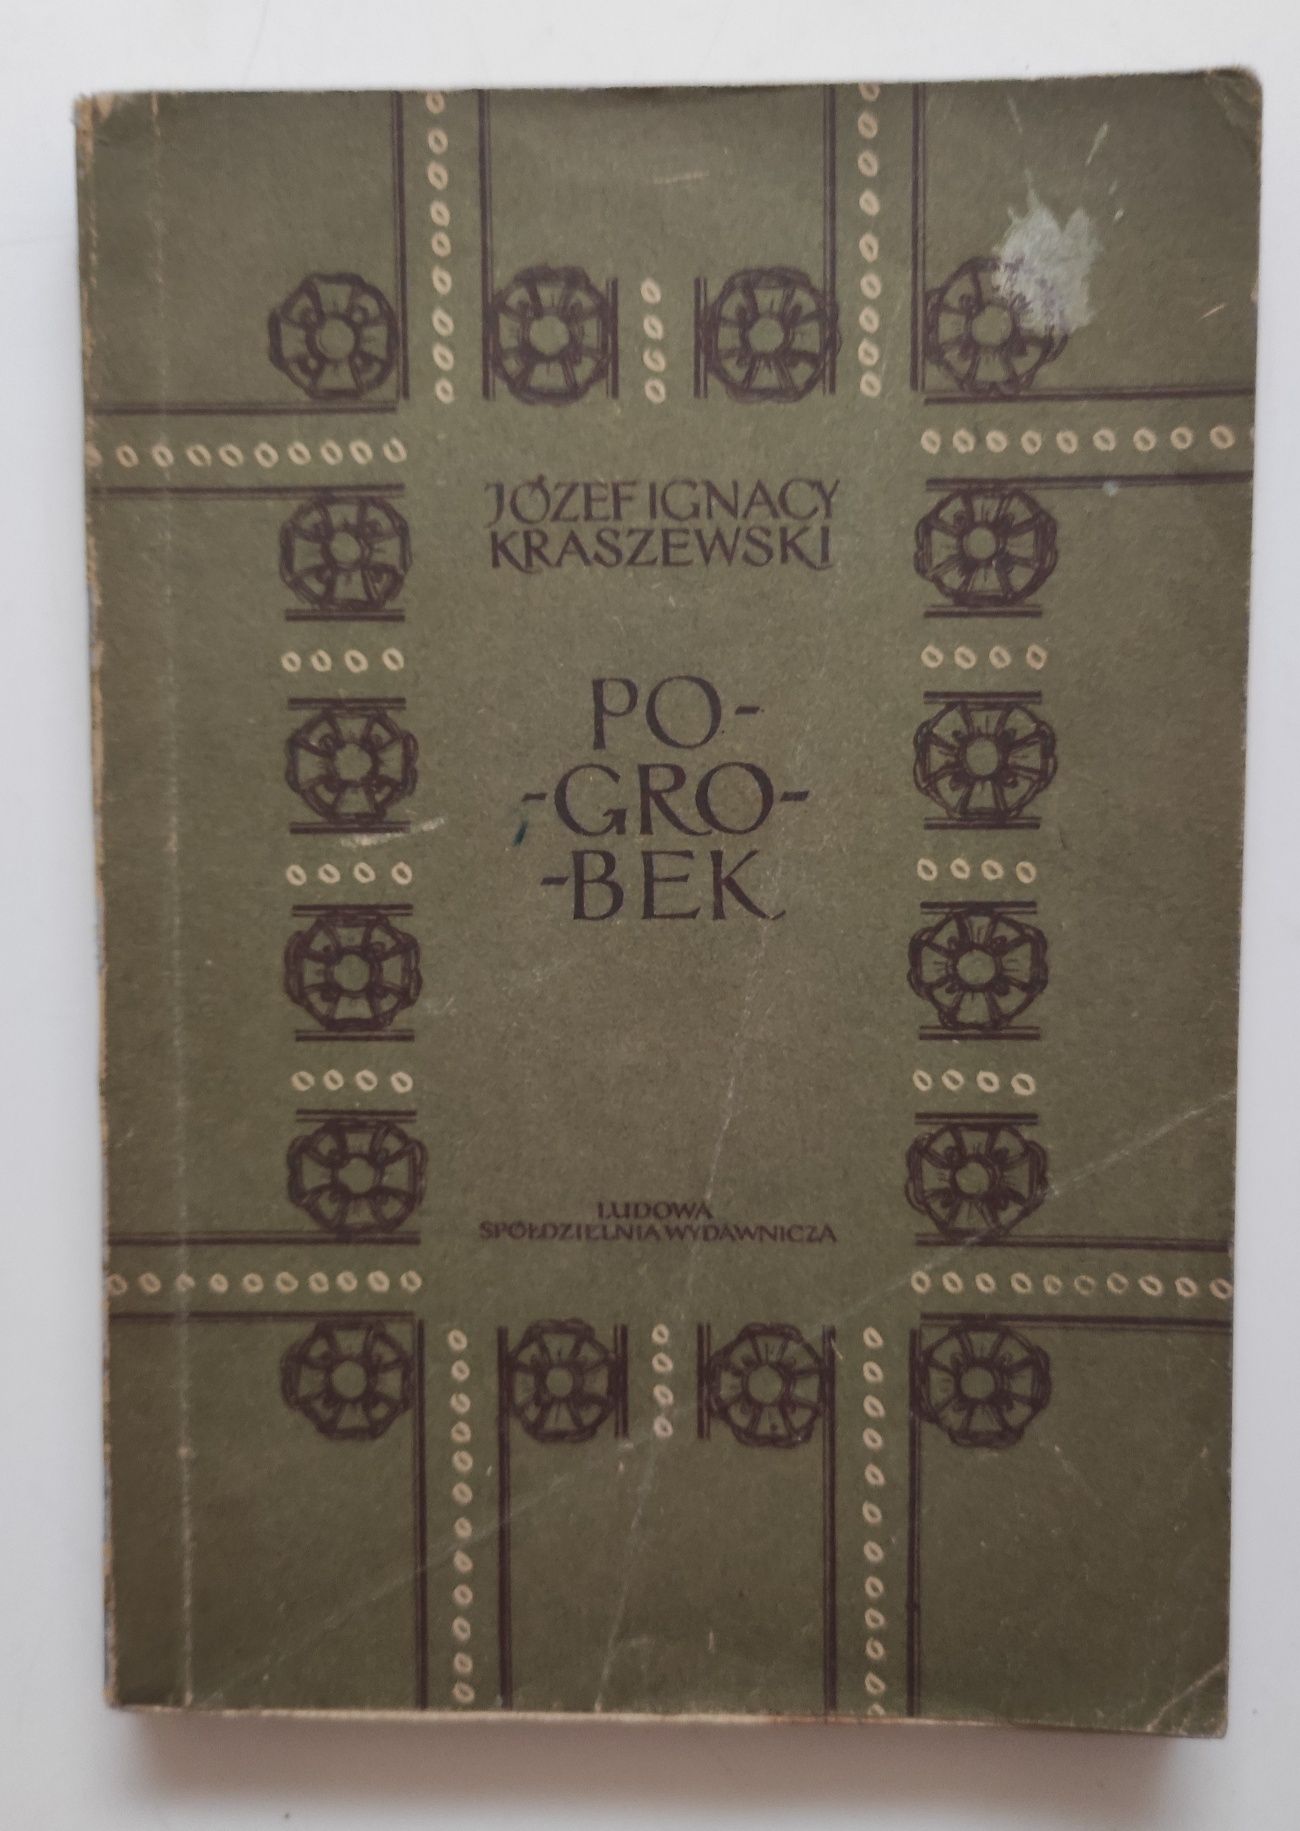 JÓZEF IGNACY
KRASZEWSKI
PO-
-GRO-
-BEK
LUDOWA
SPÓŁDZIELNIA WYDAWNICZA